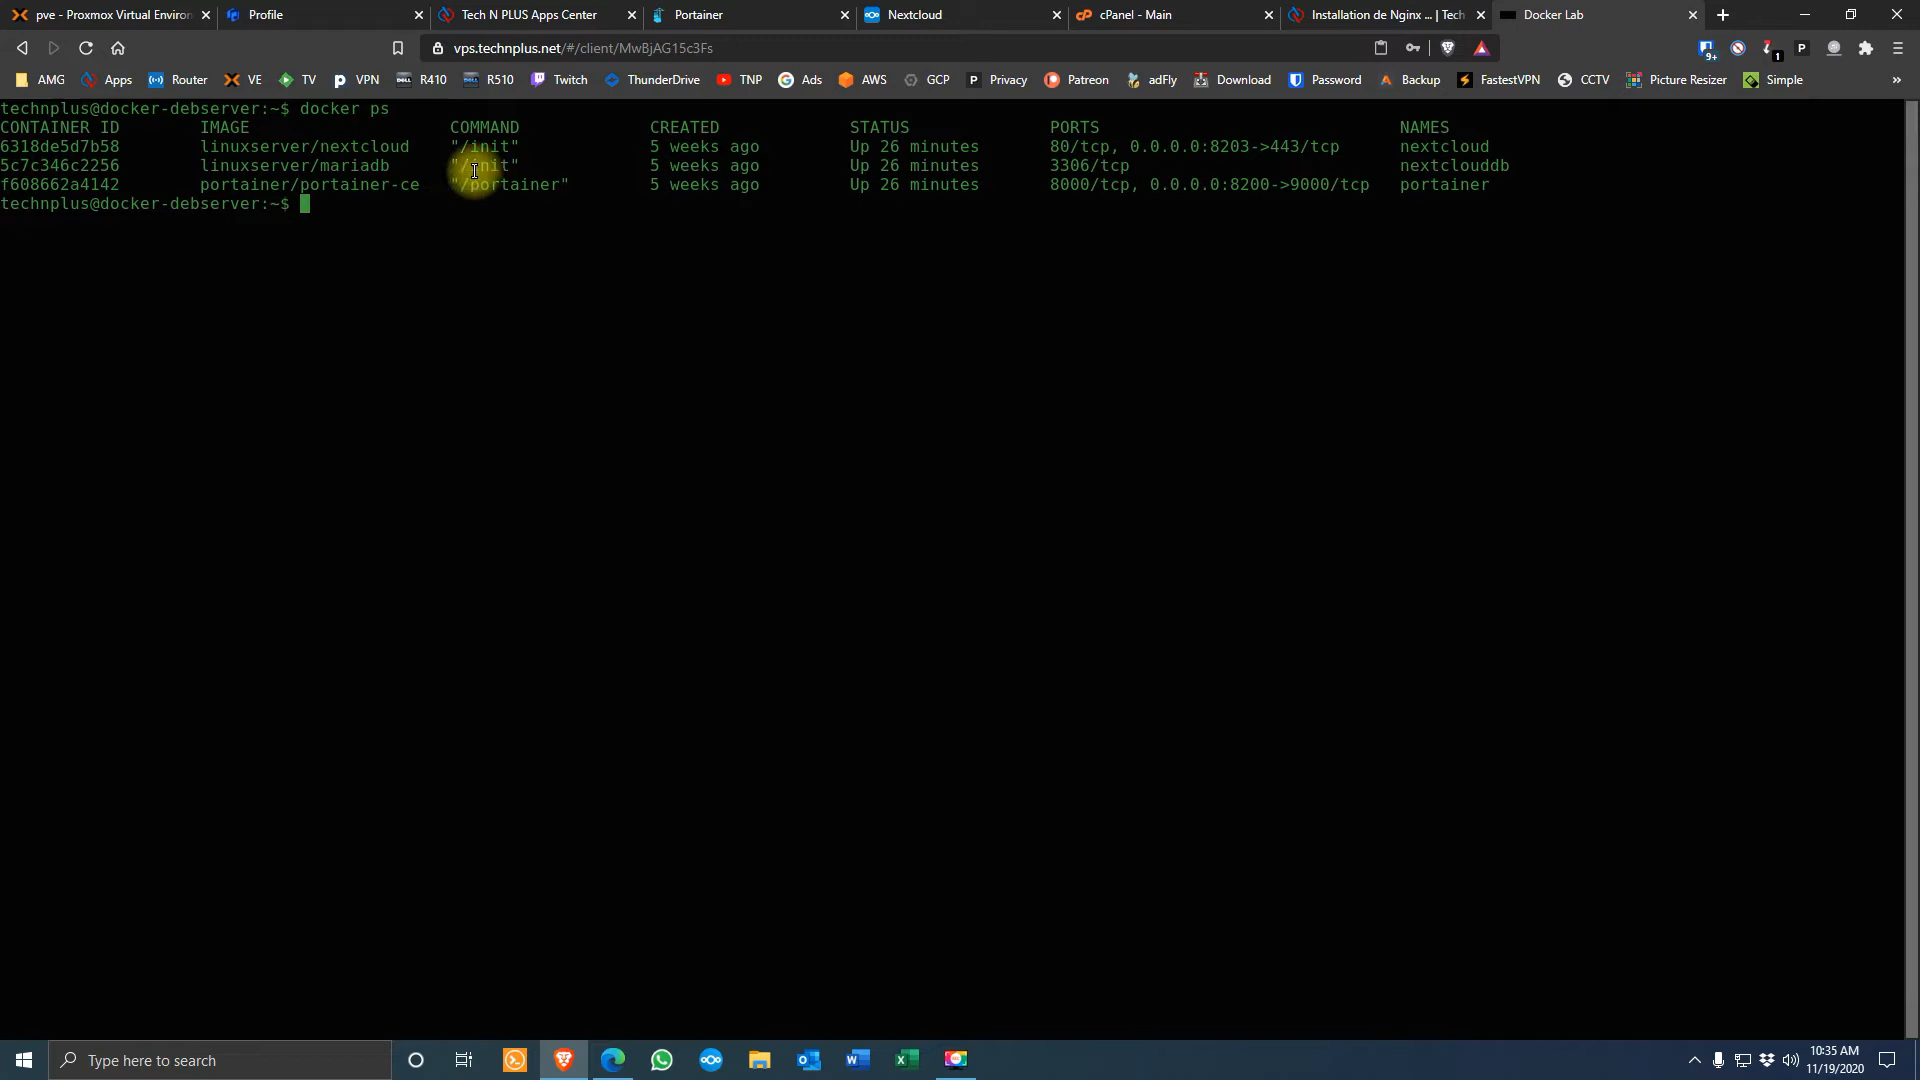 pve - Proxmox Virtual Environ
Profile
Tech N PLUS Apps Center
Portainer
Nextcloud
cPanel - Main
Installation de Nginx ... | Tech
Docker Lab
vps.technplus.net/#/client/MwBjAG15c3Fs
9+
1
P
AMG
Apps
Router
VE
TV
VPN
R410
R510
Twitch
ThunderDrive
TNP
Ads
AWS
GCP
Privacy
Patreon
adFly
Download
Password
Backup
FastestVPN
CCTV
Picture Resizer
Simple
»
technplus@docker-debserver:~$ docker ps
CONTAINER ID IMAGE COMMAND CREATED STATUS PORTS NAMES
6318de5d7b58 linuxserver/nextcloud "/init" 5 weeks ago Up 26 minutes 80/tcp, 0.0.0.0:8203->443/tcp nextcloud
5c7c346c2256 linuxserver/mariadb "/init" 5 weeks ago Up 26 minutes 3306/tcp nextclouddb
f608662a4142 portainer/portainer-ce "/portainer" 5 weeks ago Up 26 minutes 8000/tcp, 0.0.0.0:8200->9000/tcp portainer
technplus@docker-debserver:~$
Type here to search
10:35 AM
11/19/2020